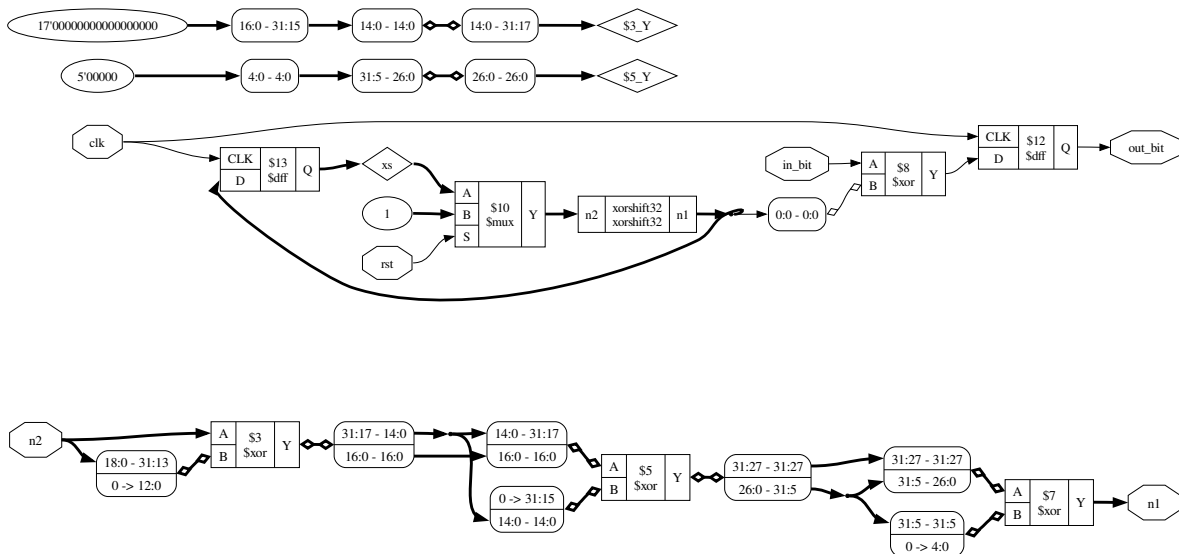 17'00000000000000000 16:0 - 31:15 14:0 - 14:0 14:0 - 31:17 $3_Y
5'00000 4:0 - 4:0 31:5 - 26:0 26:0 - 26:0 $5_Y
clk
CLK
D
$13
$dff
Q
xs
1
rst
A
B
S
$10
$mux
Y
n2
xorshift32
xorshift32
n1
0:0 - 0:0
in_bit
A
B
$8
$xor
Y
CLK
D
$12
$dff
Q
out_bit
n2
18:0 - 31:13
0 -> 12:0
A
B
$3
$xor
Y
31:17 - 14:0
16:0 - 16:0
14:0 - 31:17
16:0 - 16:0
0 -> 31:15
14:0 - 14:0
A
B
$5
$xor
Y
31:27 - 31:27
26:0 - 31:5
31:27 - 31:27
31:5 - 26:0
31:5 - 31:5
0 -> 4:0
A
B
$7
$xor
Y
n1